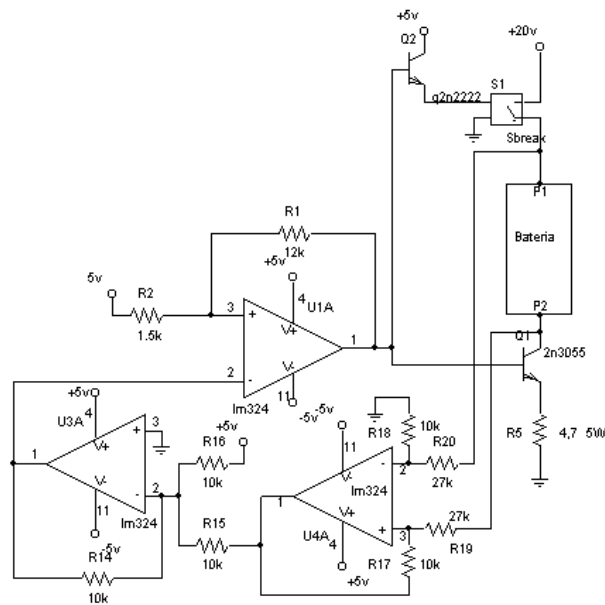 +5v
Q2
+20v
S1
q2n2222
Sbreak
P1
Bateria
P2
R1
12k
+5v
5v
R2
1.5k
3
+
4
U1A
V+
1
V-
2
-
11
lm324
-5v
-5v
Q1
2n3055
R5
4,7 5W
+5v
4
U3A
V+
3
+
1
V-
-
2
11
lm324
-5v
R14
10k
R16
10k
+5v
R15
10k
R18
10k
R20
27k
11
V-
-
2
lm324
1
V+
+
3
U4A
4
+5v
27k
R19
R17
10k